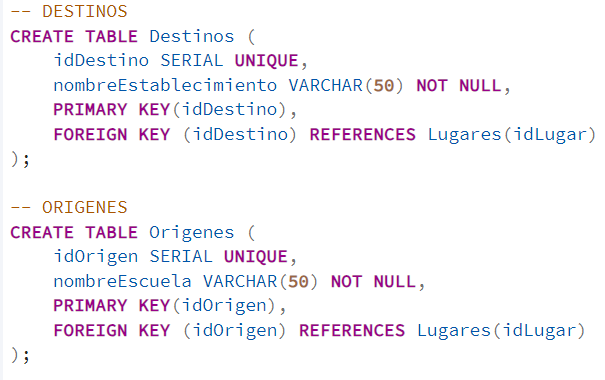 -- DESTINOS
CREATE TABLE Destinos (
    idDestino SERIAL UNIQUE,
    nombreEstablecimiento VARCHAR(50) NOT NULL,
    PRIMARY KEY(idDestino),
    FOREIGN KEY (idDestino) REFERENCES Lugares(idLugar)
);

-- ORIGENES
CREATE TABLE Origenes (
    idOrigen SERIAL UNIQUE,
    nombreEscuela VARCHAR(50) NOT NULL,
    PRIMARY KEY(idOrigen),
    FOREIGN KEY (idOrigen) REFERENCES Lugares(idLugar)
);